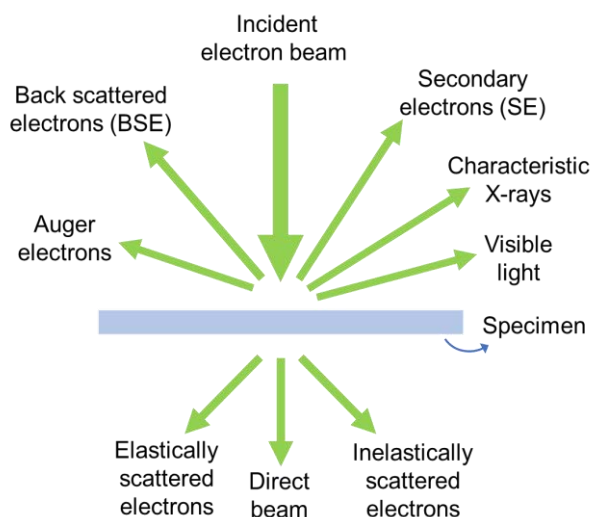 Incident
electron beam
Back scattered
electrons (BSE)
Secondary
electrons (SE)
Characteristic
X-rays
Auger
electrons
Visible
light
Specimen
Elastically
scattered
electrons
Direct
beam
Inelastically
scattered
electrons